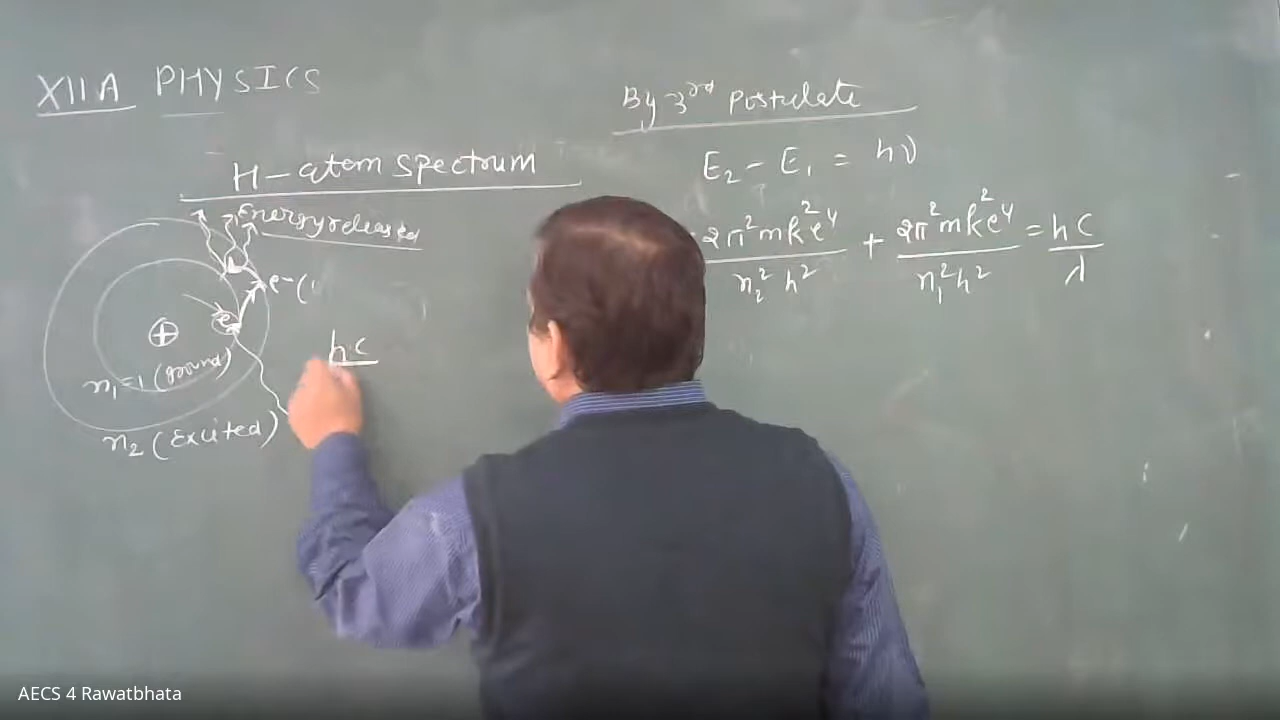 XII A PHYSICS
H-atom spectrum
Energy released
e-(
e
+
n₁=1 (ground)
n₂ (Excited)
hc
By 3rd Postulate
E₂ - E₁ = hν
2π²mk²e⁴/n₂²h² + 2π²mk²e⁴/n₁²h² = hc/λ
AECS 4 Rawatbhata